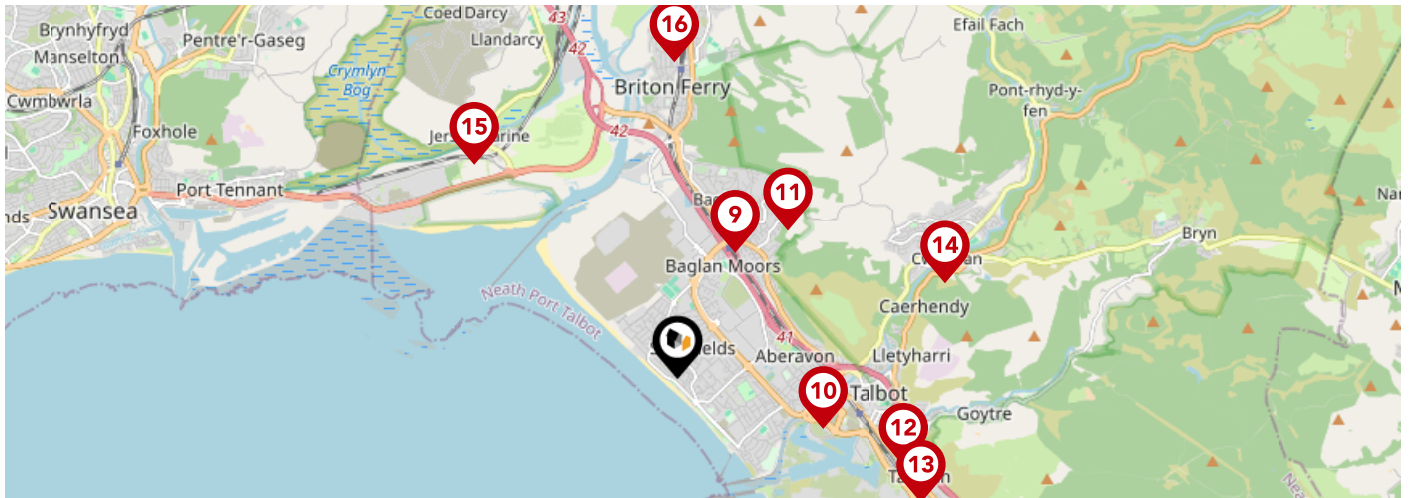 Brynhyfryd
Manselton
Cwmbwrla
Foxhole
Pentre'r-Gaseg
Port Tennant
Swansea
Crymlyn
Bog
Coed Darcy
Llandarcy
43
42
16
Briton Ferry
15
42
Efail Fach
Pont-rhyd-y-
fen
11
9
Baglan Moors
14
Bryn
Caerhendy
Neath Port Talbot
41
Aberavon
Lletyharri
10
Talbot
Goytre
12
13